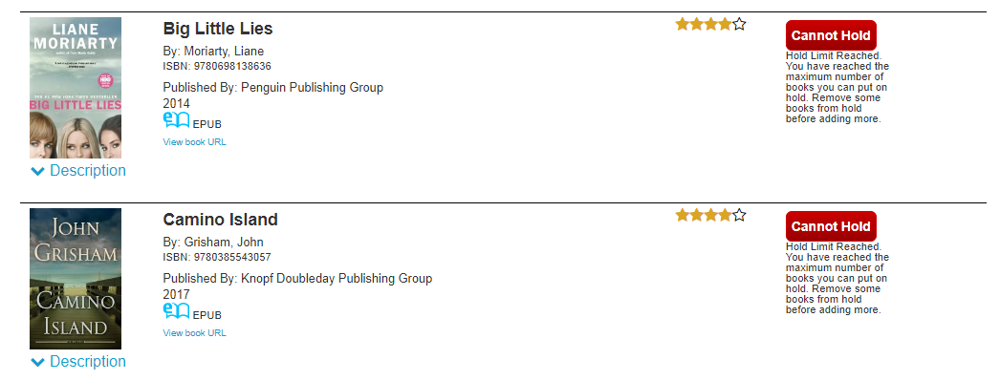 LIANE
MORIARTY
BIG LITTLE LIES
Description
Big Little Lies
By: Moriarty, Liane
ISBN: 9780698138636
Published By: Penguin Publishing Group
2014
EPUB
View book URL
Cannot Hold
Hold Limit Reached.
You have reached the
maximum number of
books you can put on
hold. Remove some
books from hold
before adding more.
JOHN
GRISHAM
CAMINO
ISLAND
Description
Camino Island
By: Grisham, John
ISBN: 9780385543057
Published By: Knopf Doubleday Publishing Group
2017
EPUB
View book URL
Cannot Hold
Hold Limit Reached.
You have reached the
maximum number of
books you can put on
hold. Remove some
books from hold
before adding more.